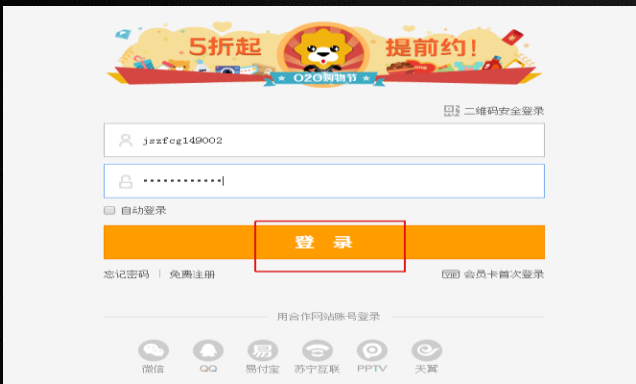 5折起
提前约!
O2O购物节
二维码安全登录
jszfcg149002
自动登录
登 录
忘记密码 | 免费注册
VIP 会员卡首次登录
用合作网站账号登录
易
微信 QQ 易付宝 苏宁互联 PPTV 天翼